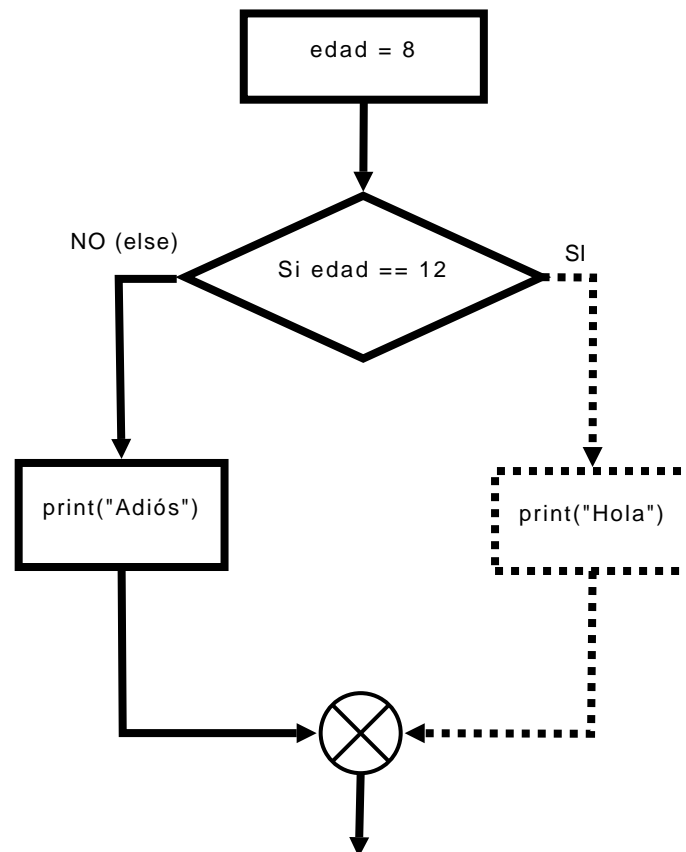 edad = 8
NO (else)
Si edad == 12
SI
print("Adiós")
print("Hola")